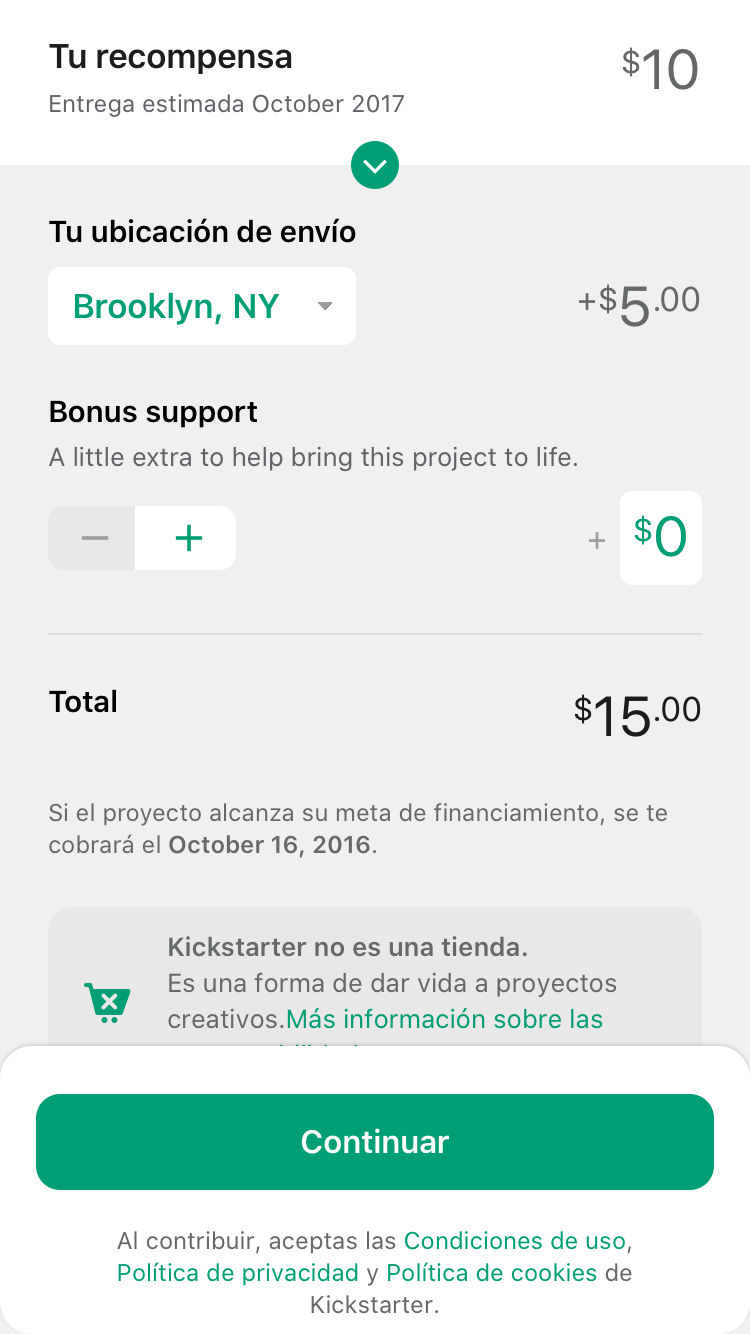 Tu recompensa
$10
Entrega estimada October 2017
Tu ubicación de envío
Brooklyn, NY
+$5.00
Bonus support
A little extra to help bring this project to life.
− +
+ $0
Total
$15.00
Si el proyecto alcanza su meta de financiamiento, se te
cobrará el October 16, 2016.
Kickstarter no es una tienda.
Es una forma de dar vida a proyectos
creativos.Más información sobre las
Continuar
Al contribuir, aceptas las Condiciones de uso,
Política de privacidad y Política de cookies de
Kickstarter.